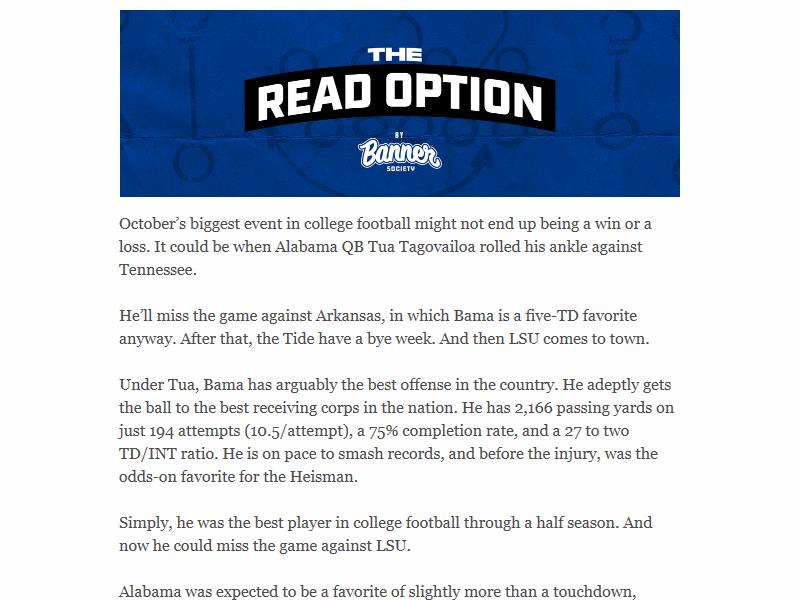 THE
READ OPTION
BY
Banner
SOCIETY
October’s biggest event in college football might not end up being a win or a
loss. It could be when Alabama QB Tua Tagovailoa rolled his ankle against
Tennessee.
He’ll miss the game against Arkansas, in which Bama is a five-TD favorite
anyway. After that, the Tide have a bye week. And then LSU comes to town.
Under Tua, Bama has arguably the best offense in the country. He adeptly gets
the ball to the best receiving corps in the nation. He has 2,166 passing yards on
just 194 attempts (10.5/attempt), a 75% completion rate, and a 27 to two
TD/INT ratio. He is on pace to smash records, and before the injury, was the
odds-on favorite for the Heisman.
Simply, he was the best player in college football through a half season. And
now he could miss the game against LSU.
Alabama was expected to be a favorite of slightly more than a touchdown,